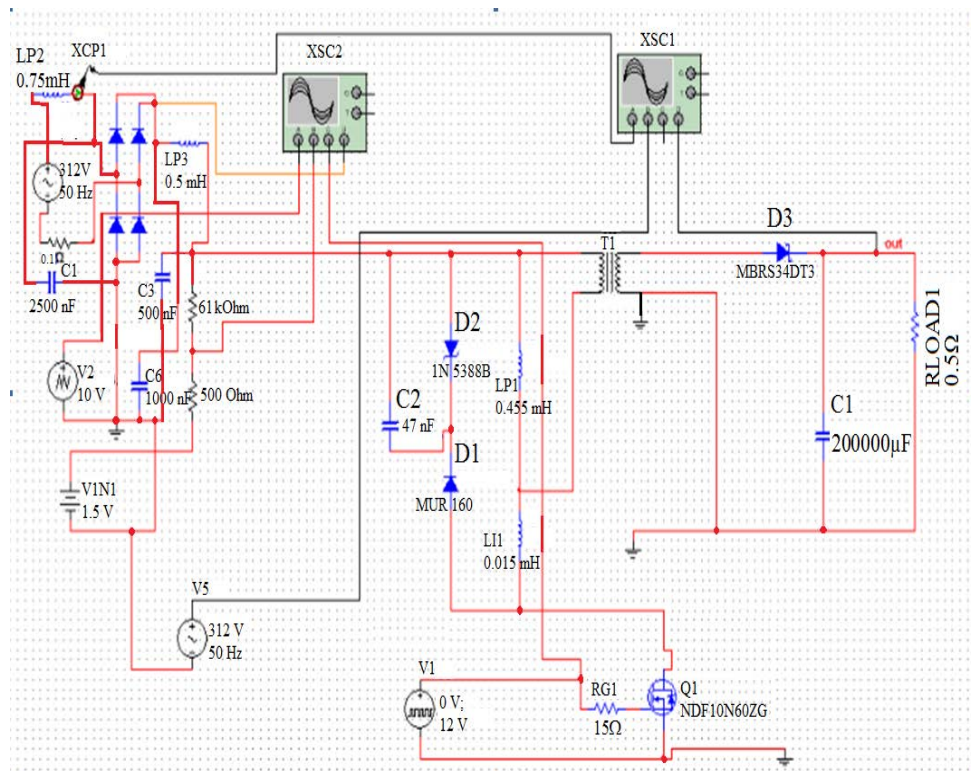 LP2
0.75mH
XCP1
XSC2
XSC1
312V
50 Hz
LP3
0.5 mH
0.1Ω
C1
2500 nF
C3
500 nF
61kOhm
V2
10 V
C6
1000 nF
500 Ohm
V1N1
1.5 V
V5
312 V
50 Hz
D2
1N 5388B
C2
47 nF
D1
MUR 160
LP1
0.455 mH
LI1
0.015 mH
T1
D3
MBRS34DT3
out
RLOAD1
0.5Ω
C1
200000µF
V1
0 V;
12 V
RG1
15Ω
Q1
NDF10N60ZG